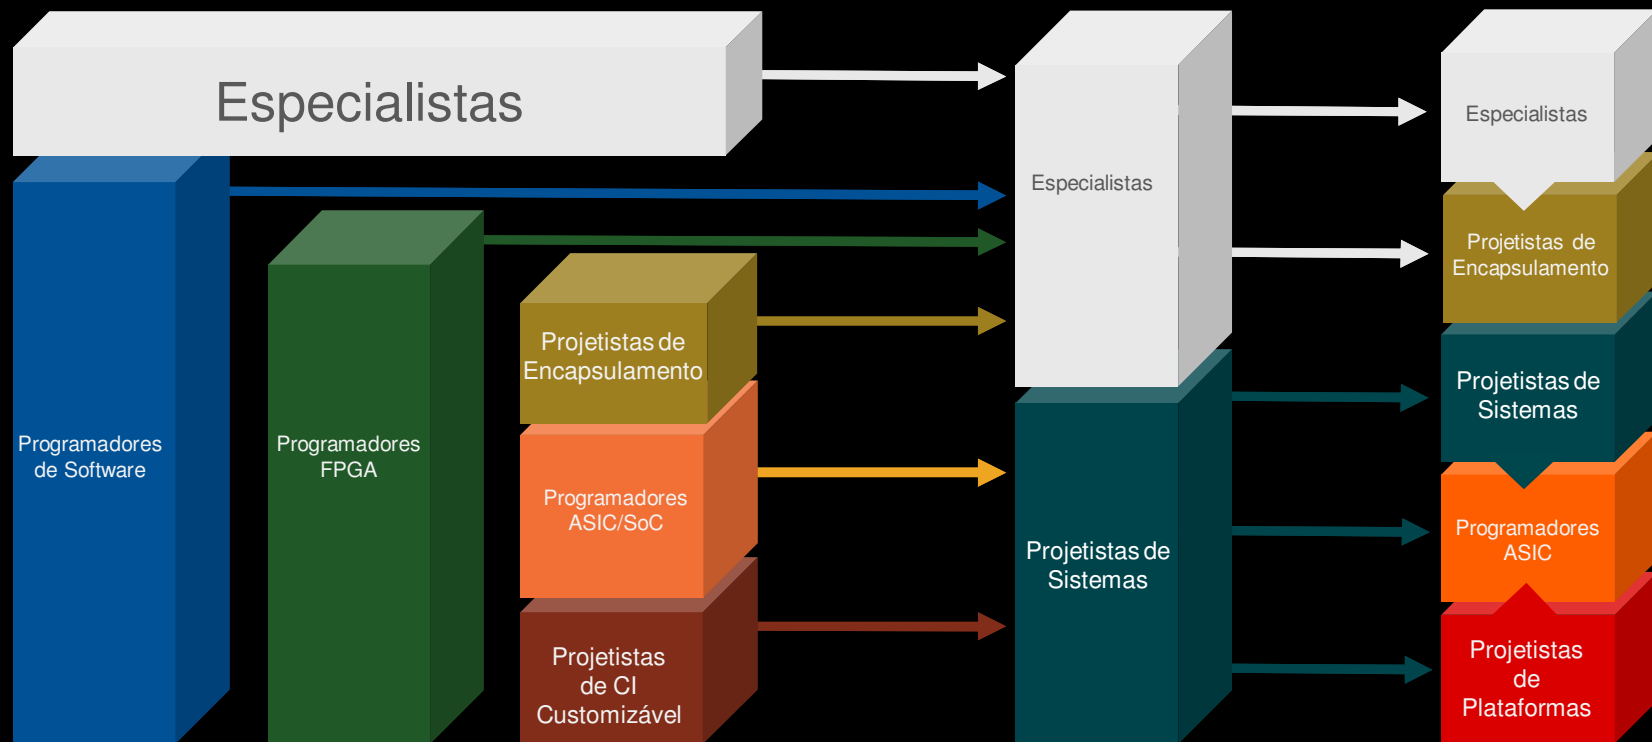 Especialistas
Programadores
de Software
Programadores
FPGA
Projetistas de
Encapsulamento
Programadores
ASIC/SoC
Projetistas
de CI
Customizável
Especialistas
Projetistas de
Sistemas
Especialistas
Projetistas de
Encapsulamento
Projetistas de
Sistemas
Programadores
ASIC
Projetistas
de
Plataformas